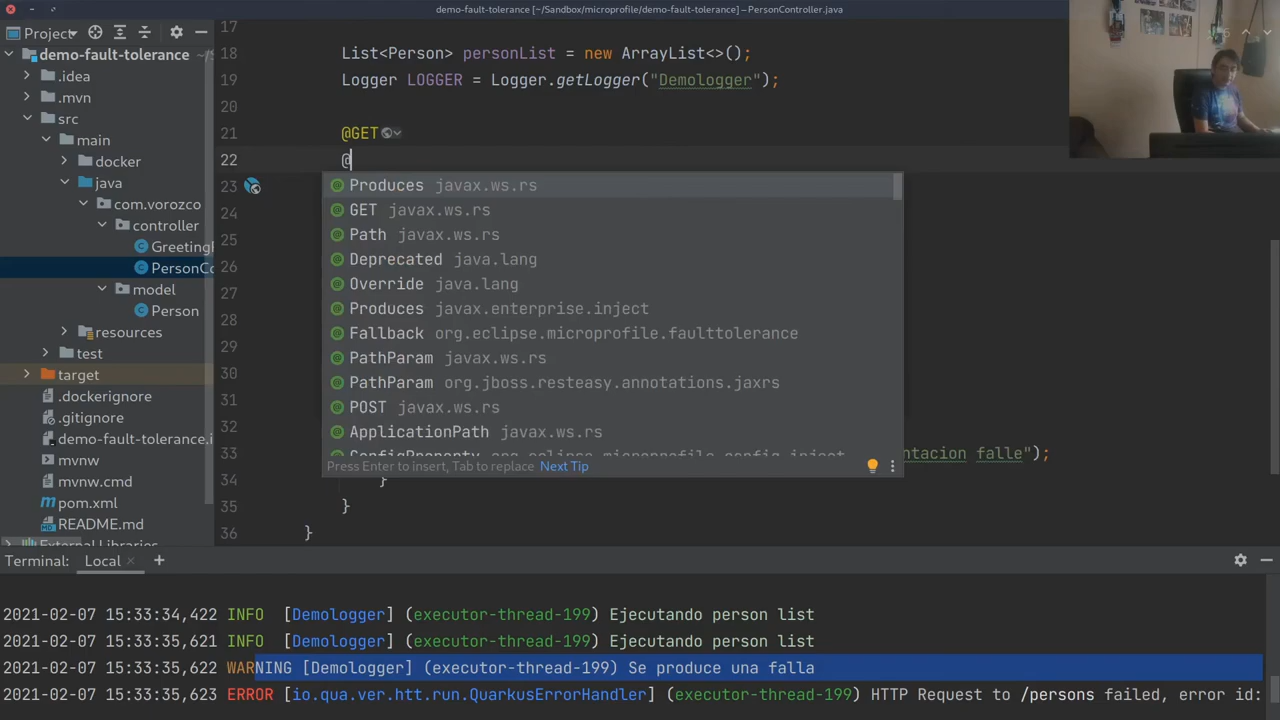 demo-fault-tolerance [~/Sandbox/microprofile/demo-fault-tolerance] – PersonController.java
Project
demo-fault-tolerance
.idea
.mvn
src
main
docker
java
com.vorozco
controller
Greeting
PersonCo
model
Person
resources
test
target
.dockerignore
.gitignore
demo-fault-tolerance.i
mvnw
mvnw.cmd
pom.xml
README.md
External Libraries
17
18 List<Person> personList = new ArrayList<>();
19 Logger LOGGER = Logger.getLogger("Demologger");
20
21 @GET
22 @
23
24
25
26
27
28
29
30
31
32
33 ntacion falle");
34 }
35 }
36 }
Produces javax.ws.rs
GET javax.ws.rs
Path javax.ws.rs
Deprecated java.lang
Override java.lang
Produces javax.enterprise.inject
Fallback org.eclipse.microprofile.faulttolerance
PathParam javax.ws.rs
PathParam org.jboss.resteasy.annotations.jaxrs
POST javax.ws.rs
ApplicationPath javax.ws.rs
ConfigProperty org.eclipse.microprofile.config.inject
Press Enter to insert, Tab to replace Next Tip
Terminal: Local × +
2021-02-07 15:33:34,422 INFO [Demologger] (executor-thread-199) Ejecutando person list
2021-02-07 15:33:35,621 INFO [Demologger] (executor-thread-199) Ejecutando person list
2021-02-07 15:33:35,622 WARNING [Demologger] (executor-thread-199) Se produce una falla
2021-02-07 15:33:35,623 ERROR [io.qua.ver.htt.run.QuarkusErrorHandler] (executor-thread-199) HTTP Request to /persons failed, error id: